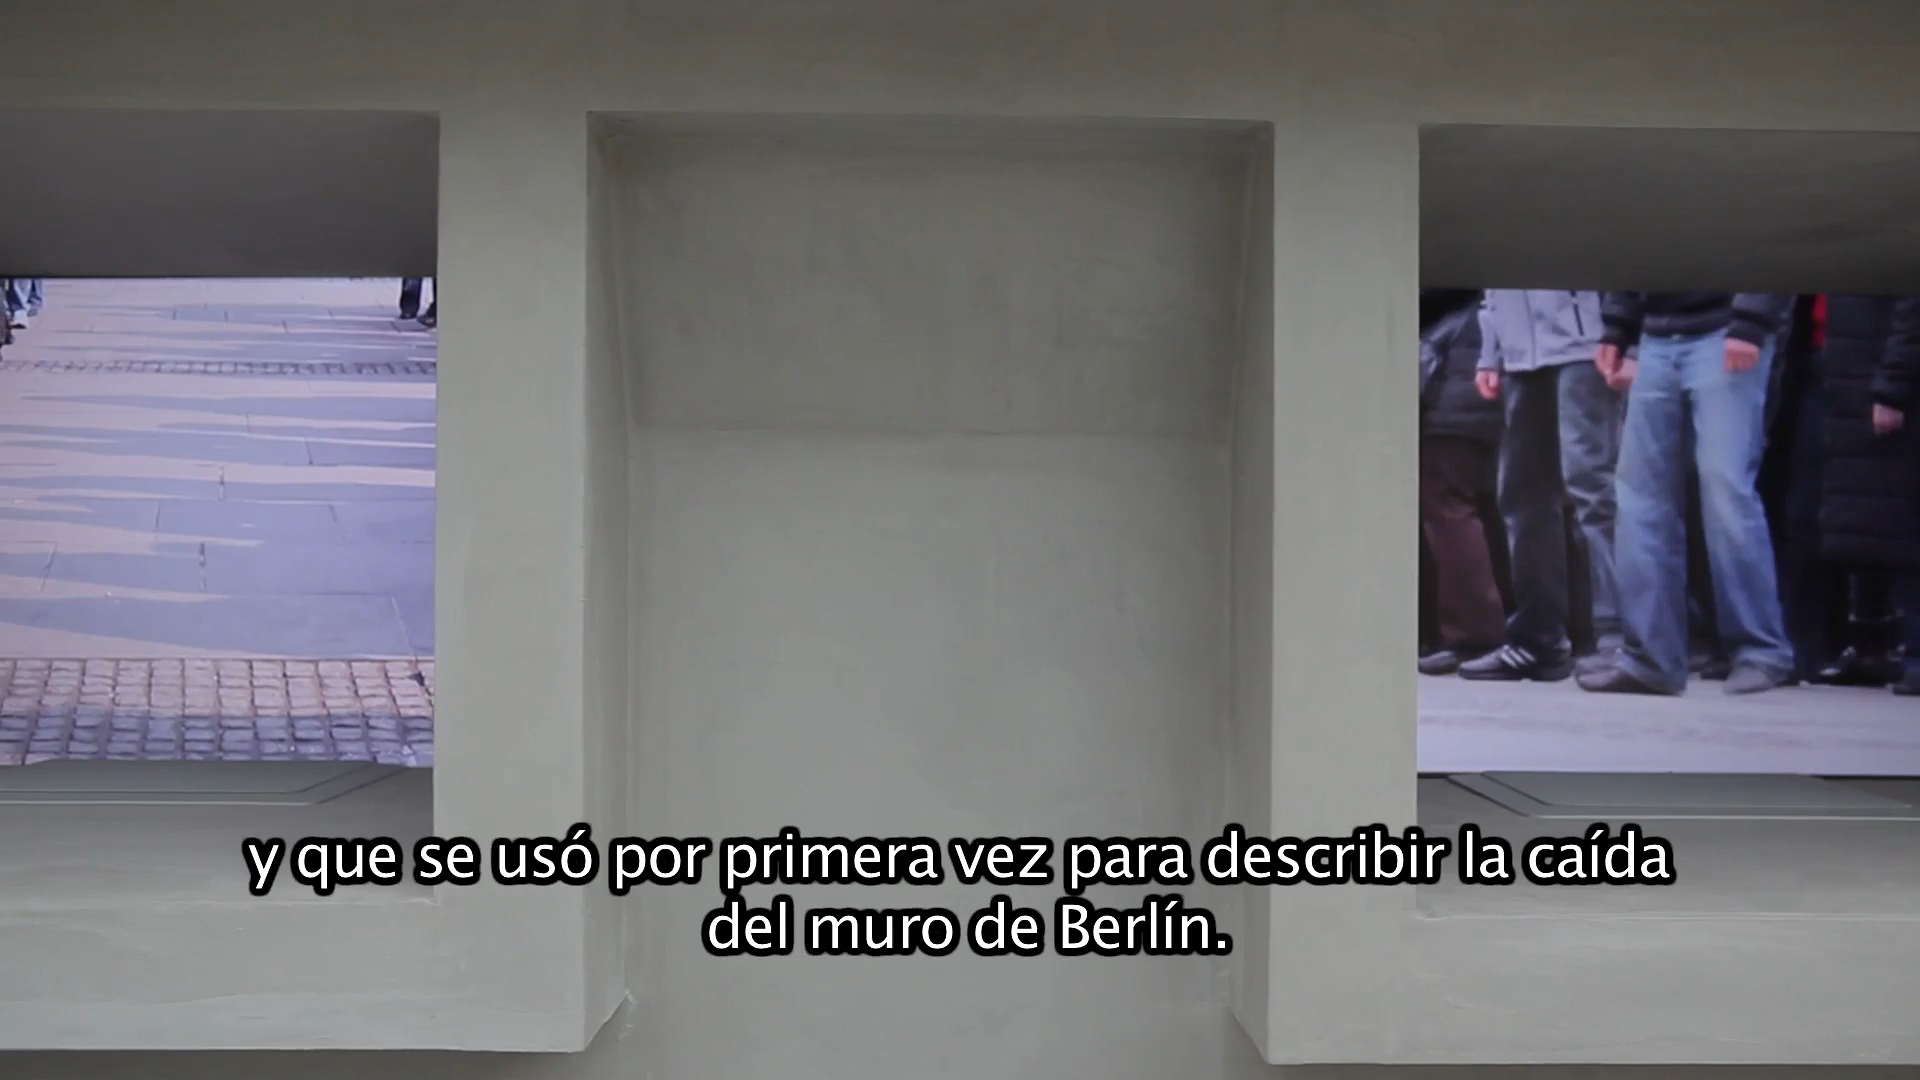 y que se usó por primera vez para describir la caída
del muro de Berlín.